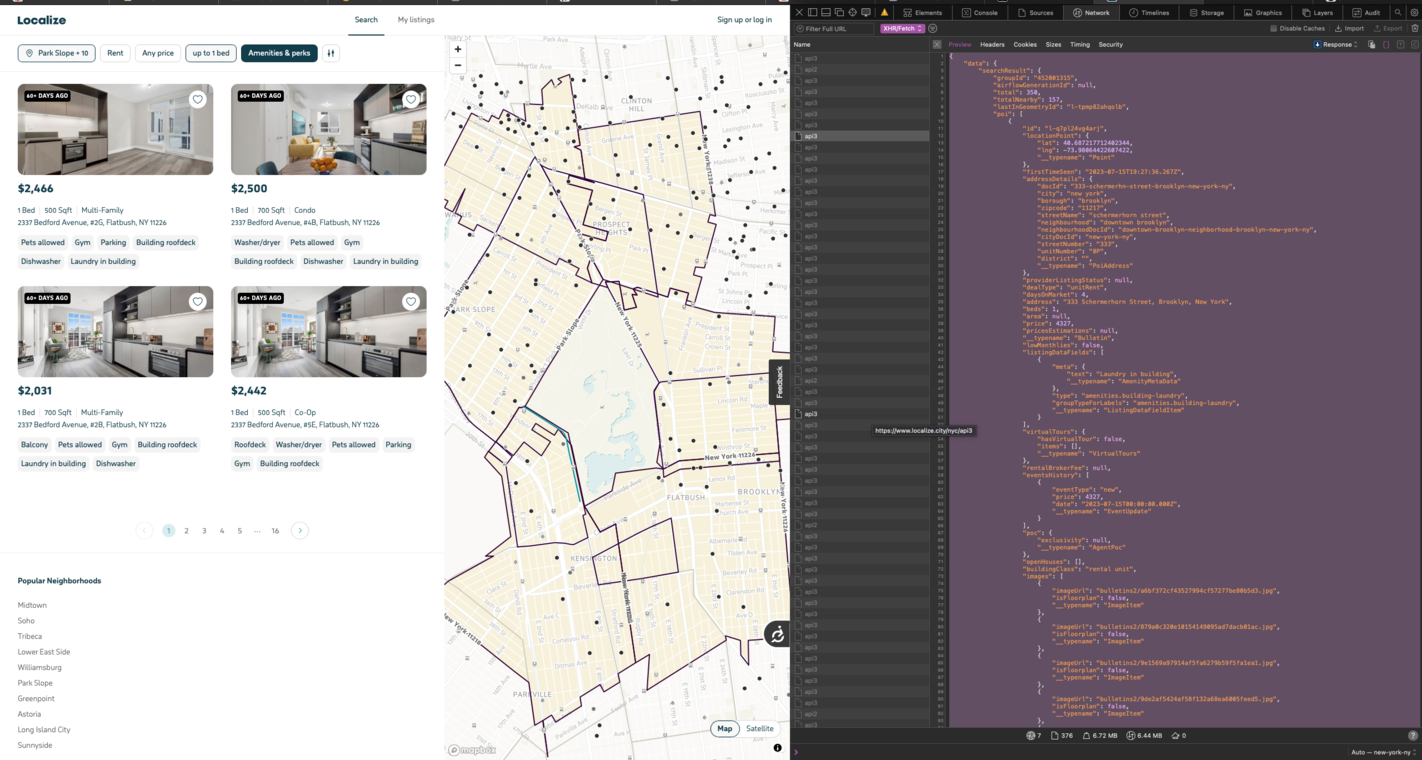 Localize
Search
My listings
Sign up or log in
Park Slope + 10
Rent
Any price
up to 1 bed
Amenities & perks
60+ DAYS AGO
60+ DAYS AGO
$2,466
$2,500
1 Bed | 500 Sqft | Multi-Family
1 Bed | 700 Sqft | Condo
2337 Bedford Avenue, #2G, Flatbush, NY 11226
2337 Bedford Avenue, #4B, Flatbush, NY 11226
Pets allowed Gym Parking Building roofdeck
Washer/dryer Pets allowed Gym
Dishwasher Laundry in building
Building roofdeck Dishwasher Laundry in building
60+ DAYS AGO
60+ DAYS AGO
$2,031
$2,442
1 Bed | 700 Sqft | Multi-Family
1 Bed | 500 Sqft | Co-Op
2337 Bedford Avenue, #2B, Flatbush, NY 11226
2337 Bedford Avenue, #5E, Flatbush, NY 11226
Balcony Pets allowed Gym Building roofdeck
Roofdeck Washer/dryer Pets allowed Parking
Laundry in building Dishwasher
Gym Building roofdeck
1 2 3 4 5 ... 16
Popular Neighborhoods
Midtown
Soho
Tribeca
Lower East Side
Williamsburg
Park Slope
Greenpoint
Astoria
Long Island City
Sunnyside
+
−
CLINTON
HILL
PROSPECT
HEIGHTS
Park Slope
PARK SLOPE
New York-11225
New York-11226
FLATBUSH
BROOKLYN
KENSINGTON
New York-11218
PARKVILLE
Feedback
Map
Satellite
mapbox
Elements
Console
Sources
Network
Timelines
Storage
Graphics
Layers
Audit
Filter Full URL
XHR/Fetch
Disable Caches
Import
Export
Name
Preview
Headers
Cookies
Sizes
Timing
Security
Response
api3
api2
api3
https://www.localize.city/nyc/api3
{
"data": {
"searchResult": {
"groupId": "452001315",
"airflowGenerationId": null,
"total": 350,
"totalNearby": 157,
"lastInGeometryId": "l-tpmp82ahqolb",
"poi": [
{
"id": "l-q7pl24vg4arj",
"locationPoint": {
"lat": 40.687217712402344,
"lng": -73.98064422607422,
"__typename": "Point"
},
"firstTimeSeen": "2023-07-15T19:27:36.267Z",
"addressDetails": {
"docId": "333-schermerhn-street-brooklyn-new-york-ny",
"city": "new york",
"borough": "brooklyn",
"zipcode": "11217",
"streetName": "schermerhorn street",
"neighbourhood": "downtown brooklyn",
"neighbourhoodDocId": "downtown-brooklyn-neighborhood-brooklyn-new-york-ny",
"cityDocId": "new-york-ny",
"streetNumber": "333",
"unitNumber": "8P",
"district": "",
"__typename": "PoiAddress"
},
"providerListingStatus": null,
"dealType": "unitRent",
"daysOnMarket": 4,
"address": "333 Schermerhorn Street, Brooklyn, New York",
"beds": 1,
"area": null,
"price": 4327,
"pricesEstimations": null,
"__typename": "Bulletin",
"lowMonthlies": false,
"listingDataFields": [
{
"meta": {
"text": "Laundry in building",
"__typename": "AmenityMetaData"
},
"type": "amenities.building-laundry",
"groupTypeForLabels": "amenities.building-laundry",
"__typename": "ListingDataFieldItem"
}
],
"virtualTours": {
"hasVirtualTour": false,
"items": [],
"__typename": "VirtualTours"
},
"rentalBrokerFee": null,
"eventsHistory": [
{
"eventType": "new",
"price": 4327,
"date": "2023-07-15T00:00:00.000Z",
"__typename": "EventUpdate"
}
],
"poc": {
"exclusivity": null,
"__typename": "AgentPoc"
},
"openHouses": [],
"buildingClass": "rental unit",
"images": [
{
"imageUrl": "bulletins2/a6bf372cf43527994cf57277be80b5d3.jpg",
"isFloorplan": false,
"__typename": "ImageItem"
},
{
"imageUrl": "bulletins2/879a0c320e10154149095ad7dacb01ac.jpg",
"isFloorplan": false,
"__typename": "ImageItem"
},
{
"imageUrl": "bulletins2/9e1569a97914af5fa6279b59f5fa1ea1.jpg",
"isFloorplan": false,
"__typename": "ImageItem"
},
{
"imageUrl": "bulletins2/9de2af5424af58f132a68ea6005feed5.jpg",
"isFloorplan": false,
"__typename": "ImageItem"
},
7
376
6.72 MB
6.44 MB
0
Auto — new-york-ny